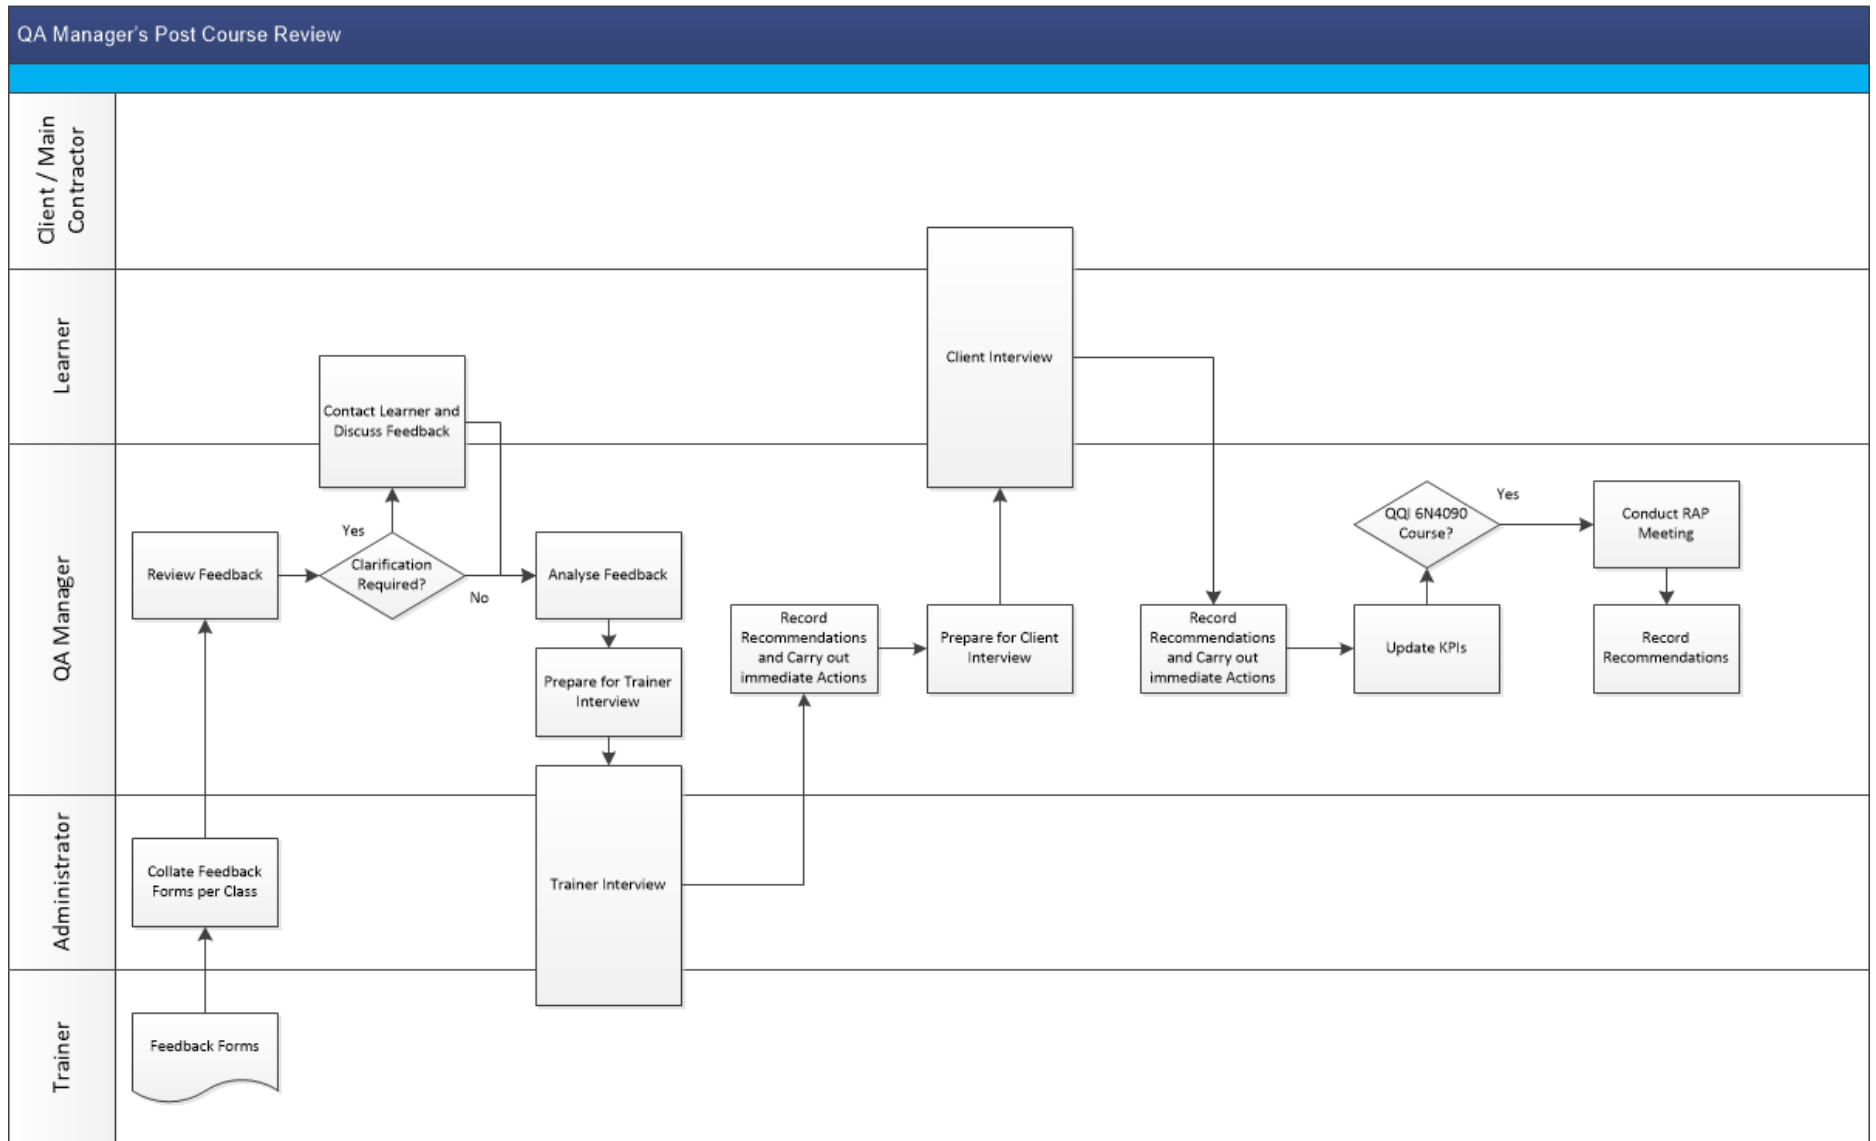 QA Manager's Post Course Review
Client / Main
Contractor
Learner
QA Manager
Administrator
Trainer
Feedback Forms
Collate Feedback
Forms per Class
Review Feedback
Clarification
Required?
Yes
No
Contact Learner and
Discuss Feedback
Analyse Feedback
Prepare for Trainer
Interview
Trainer Interview
Record
Recommendations
and Carry out
immediate Actions
Prepare for Client
Interview
Client Interview
Record
Recommendations
and Carry out
immediate Actions
Update KPIs
QQI 6N4090
Course?
Yes
Conduct RAP
Meeting
Record
Recommendations